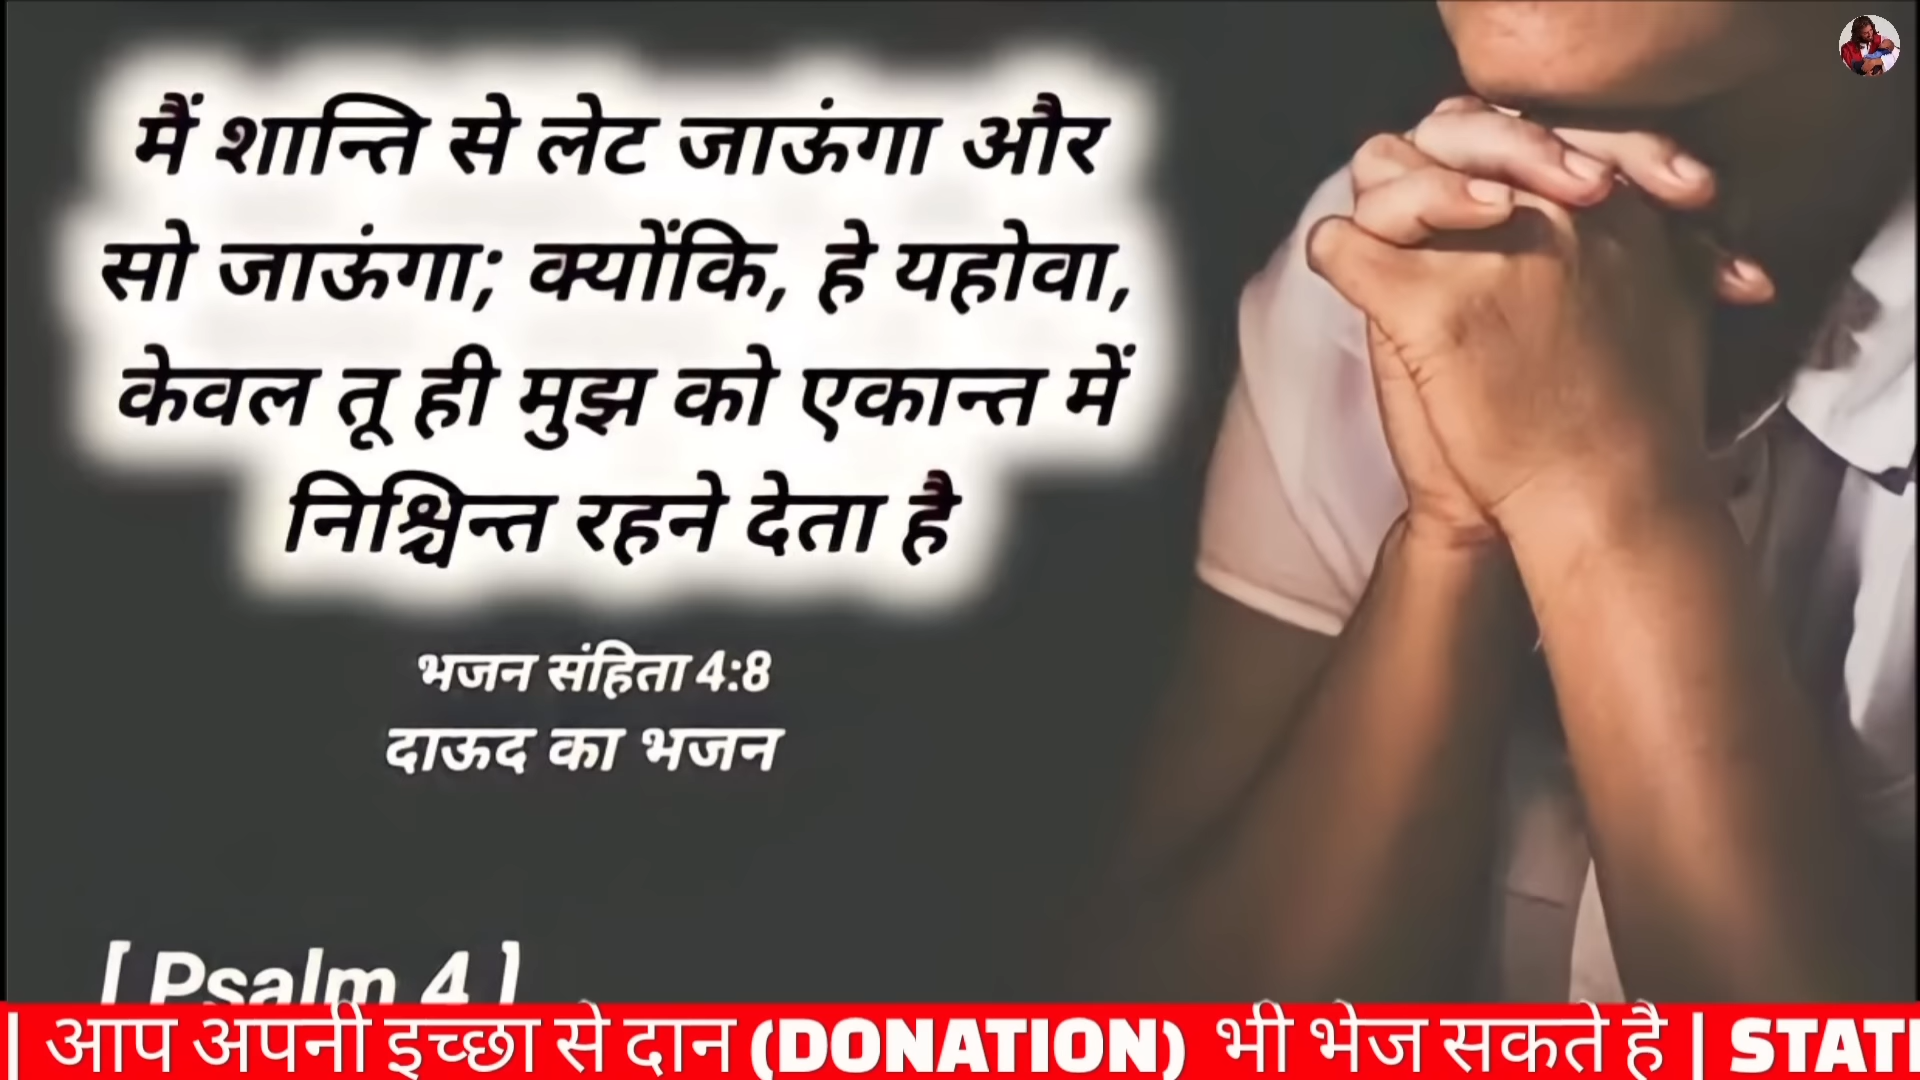 मैं शान्ति से लेट जाऊंगा और
सो जाऊंगा; क्योंकि, हे यहोवा,
केवल तू ही मुझ को एकान्त में
निश्चिन्त रहने देता है
भजन संहिता 4:8
दाऊद का भजन
[ Psalm 4 ]
| आप अपनी इच्छा से दान (DONATION) भी भेज सकते है |